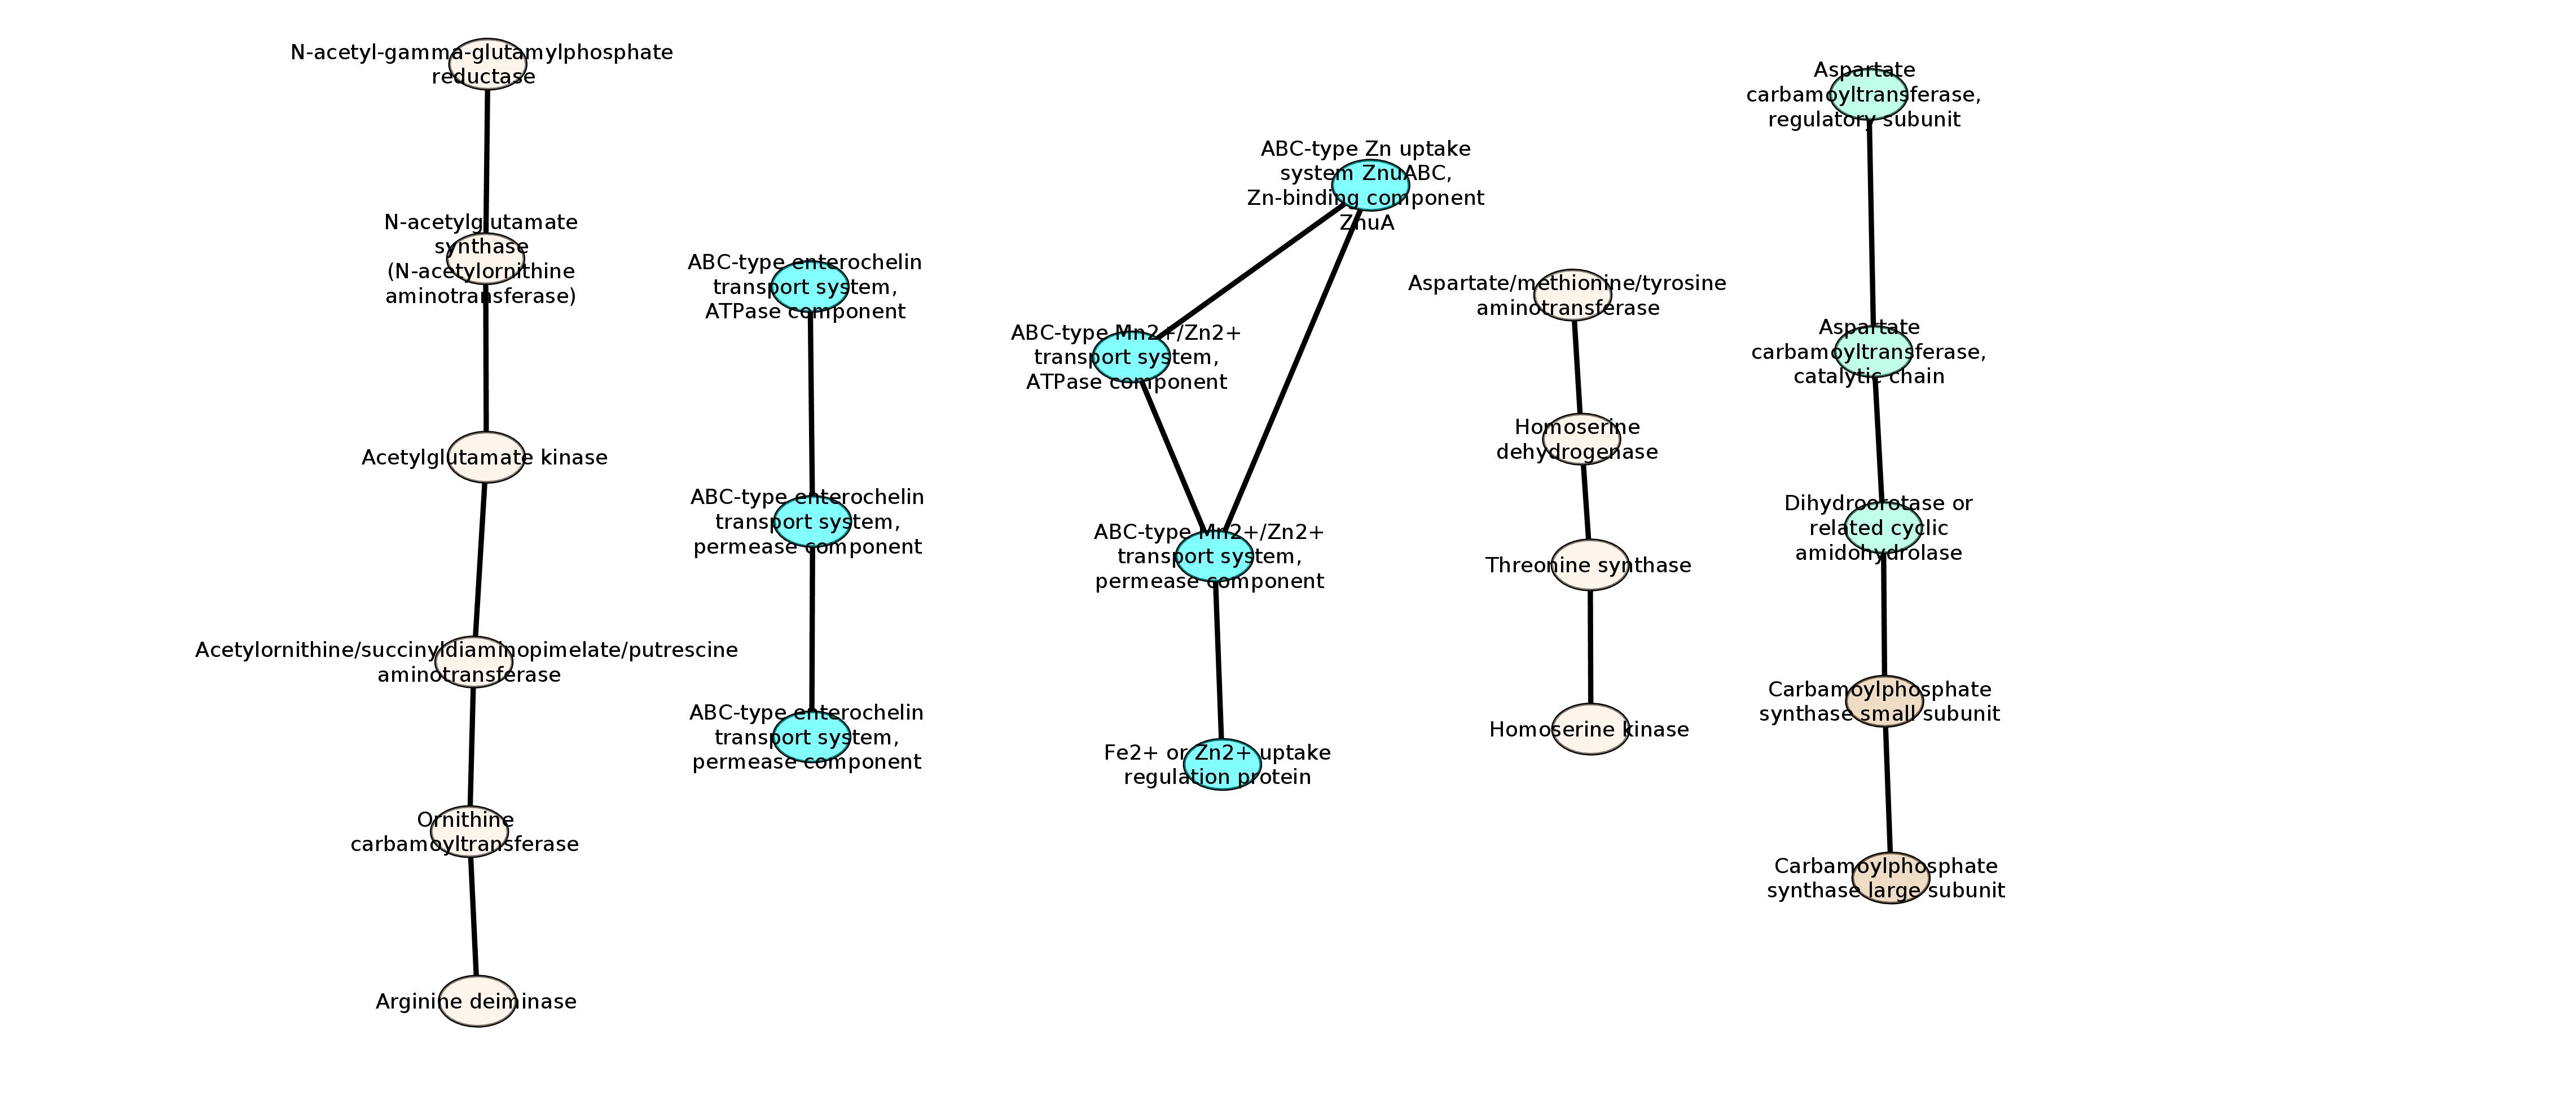 N-acetyl-gamma-glutamylphosphate
reductase
N-acetylglutamate
synthase
(N-acetylornithine
aminotransferase)
Acetylglutamate kinase
Acetylornithine/succinyldiaminopimelate/putrescine
aminotransferase
Ornithine
carbamoyltransferase
Arginine deiminase
ABC-type enterochelin
transport system,
ATPase component
ABC-type enterochelin
transport system,
permease component
ABC-type enterochelin
transport system,
permease component
ABC-type Zn uptake
system ZnuABC,
Zn-binding component
ZnuA
ABC-type Mn2+/Zn2+
transport system,
ATPase component
ABC-type Mn2+/Zn2+
transport system,
permease component
Fe2+ or Zn2+ uptake
regulation protein
Aspartate/methionine/tyrosine
aminotransferase
Homoserine
dehydrogenase
Threonine synthase
Homoserine kinase
Aspartate
carbamoyltransferase,
regulatory subunit
Aspartate
carbamoyltransferase,
catalytic chain
Dihydroorotase or
related cyclic
amidohydrolase
Carbamoylphosphate
synthase small subunit
Carbamoylphosphate
synthase large subunit